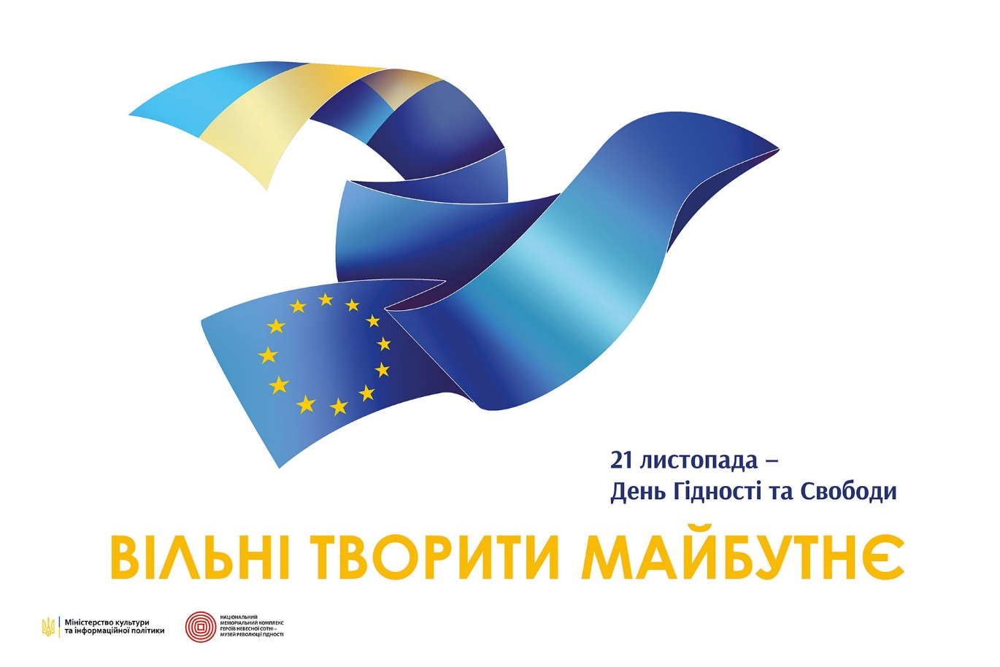 21 листопада –
День Гідності та Свободи
ВІЛЬНІ ТВОРИТИ МАЙБУТНЄ
Міністерство культури
та інформаційної політики
НАЦІОНАЛЬНИЙ
МЕМОРІАЛЬНИЙ КОМПЛЕКС
ГЕРОЇВ НЕБЕСНОЇ СОТНІ –
МУЗЕЙ РЕВОЛЮЦІЇ ГІДНОСТІ